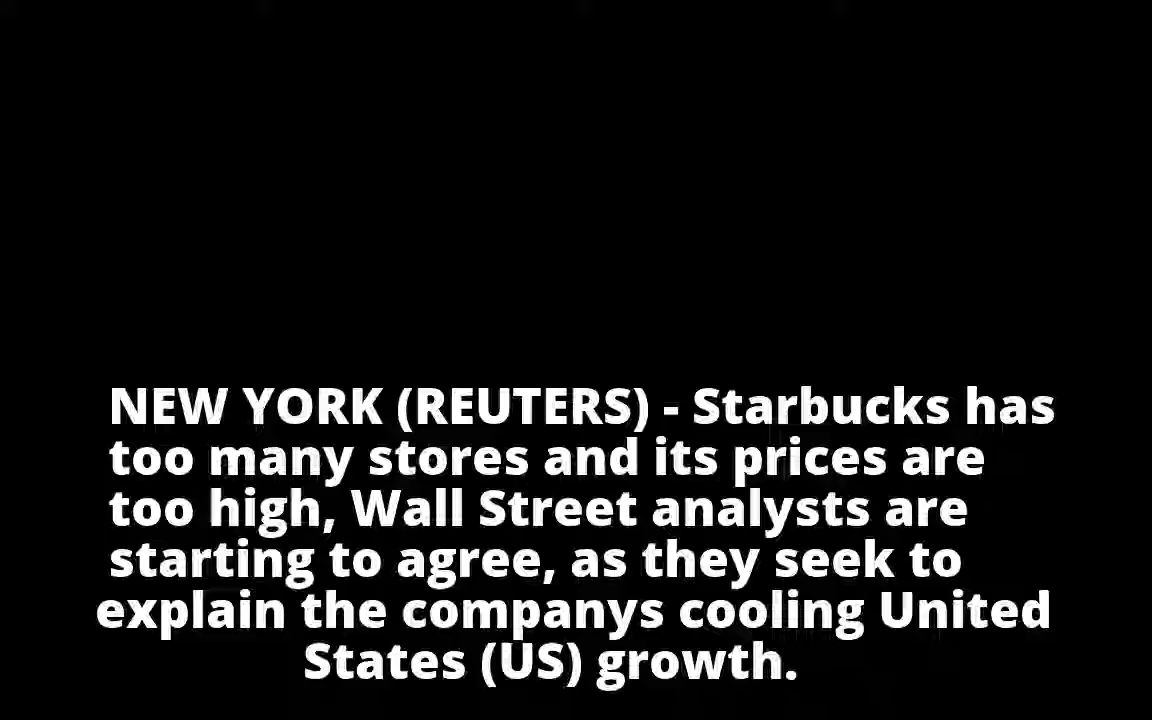 NEW YORK (REUTERS) - Starbucks has
too many stores and its prices are
too high, Wall Street analysts are
starting to agree, as they seek to
explain the companys cooling United
States (US) growth.